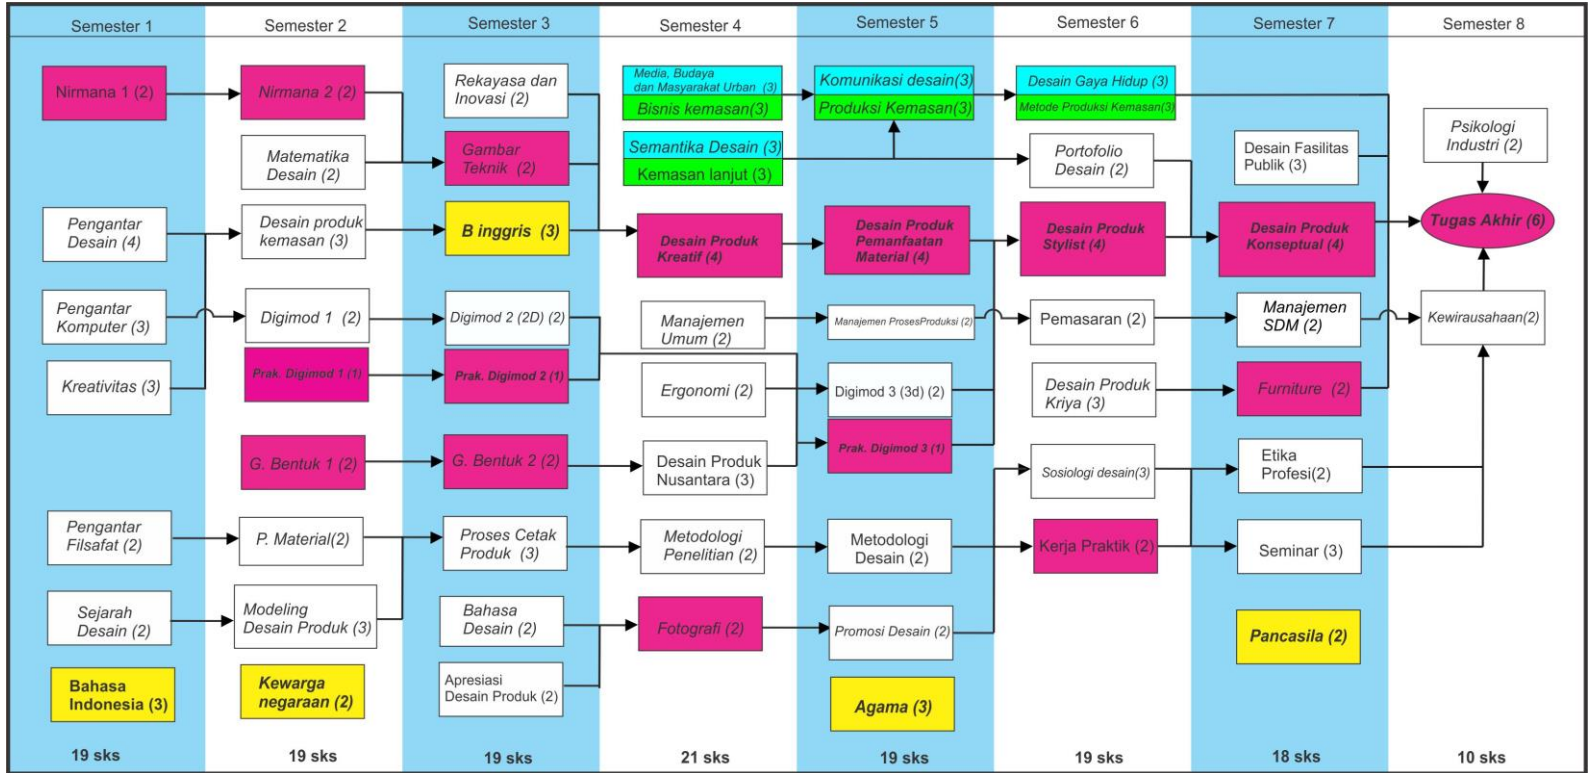 Semester 1
Semester 2
Semester 3
Semester 4
Semester 5
Semester 6
Semester 7
Semester 8
Nirmana 1 (2)
Pengantar
Desain (4)
Pengantar
Komputer (3)
Kreativitas (3)
Pengantar
Filsafat (2)
Sejarah
Desain (2)
Bahasa
Indonesia (3)
19 sks
Nirmana 2 (2)
Matematika
Desain (2)
Desain produk
kemasan (3)
Digimod 1 (2)
Prak. Digimod 1 (1)
G. Bentuk 1 (2)
P. Material(2)
Modeling
Desain Produk (3)
Kewarga
negaraan (2)
19 sks
Rekayasa dan
Inovasi (2)
Gambar
Teknik (2)
B inggris (3)
Digimod 2 (2D) (2)
Prak. Digimod 2 (1)
G. Bentuk 2 (2)
Proses Cetak
Produk (3)
Bahasa
Desain (2)
Apresiasi
Desain Produk (2)
19 sks
Media, Budaya
dan Masyarakat Urban (3)
Bisnis kemasan(3)
Semantika Desain (3)
Kemasan lanjut (3)
Desain Produk
Kreatif (4)
Manajemen
Umum (2)
Ergonomi (2)
Desain Produk
Nusantara (3)
Metodologi
Penelitian (2)
Fotografi (2)
21 sks
Komunikasi desain(3)
Produksi Kemasan(3)
Desain Produk
Pemanfaatan
Material (4)
Manajemen ProsesProduksi (2)
Digimod 3 (3d) (2)
Prak. Digimod 3 (1)
Metodologi
Desain (2)
Promosi Desain (2)
Agama (3)
19 sks
Desain Gaya Hidup (3)
Metode Produksi Kemasan(3)
Portofolio
Desain (2)
Desain Produk
Stylist (4)
Pemasaran (2)
Desain Produk
Kriya (3)
Sosiologi desain(3)
Kerja Praktik (2)
19 sks
Desain Fasilitas
Publik (3)
Desain Produk
Konseptual (4)
Manajemen
SDM (2)
Furniture (2)
Etika
Profesi(2)
Seminar (3)
Pancasila (2)
18 sks
Psikologi
Industri (2)
Tugas Akhir (6)
Kewirausahaan(2)
10 sks